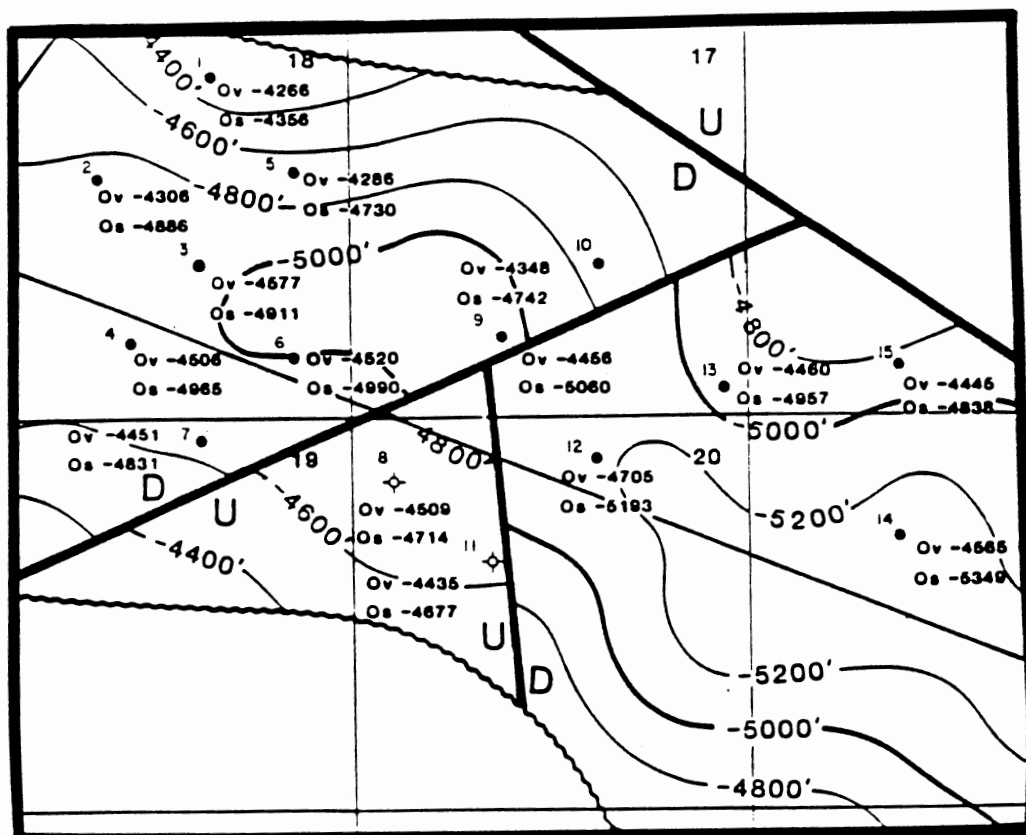 18
17
1
-4400'
Ov -4266
Os -4356
U
-4600'
D
5
2
Ov -4286
-4800'
Ov -4306
Os -4730
Os -4886
3
-5000'
10
Ov -4348
Ov -4577
Os -4742
Os -4911
-4800'
4
9
6
Ov -4506
Ov -4520
Ov -4456
15
Os -4965
Os -4990
Os -5060
13
Ov -4460
Ov -4445
Os -4957
Os -4838
-5000'
Ov -4451
7
4800'
Os -4831
19
8
12
20
Ov -4705
D
U
Ov -4509
Os -5193
-4600'
-5200'
Os -4714
14
-4400'
11
Ov -4565
Ov -4435
Os -5349
Os -4677
U
D
-5200'
-5000'
-4800'